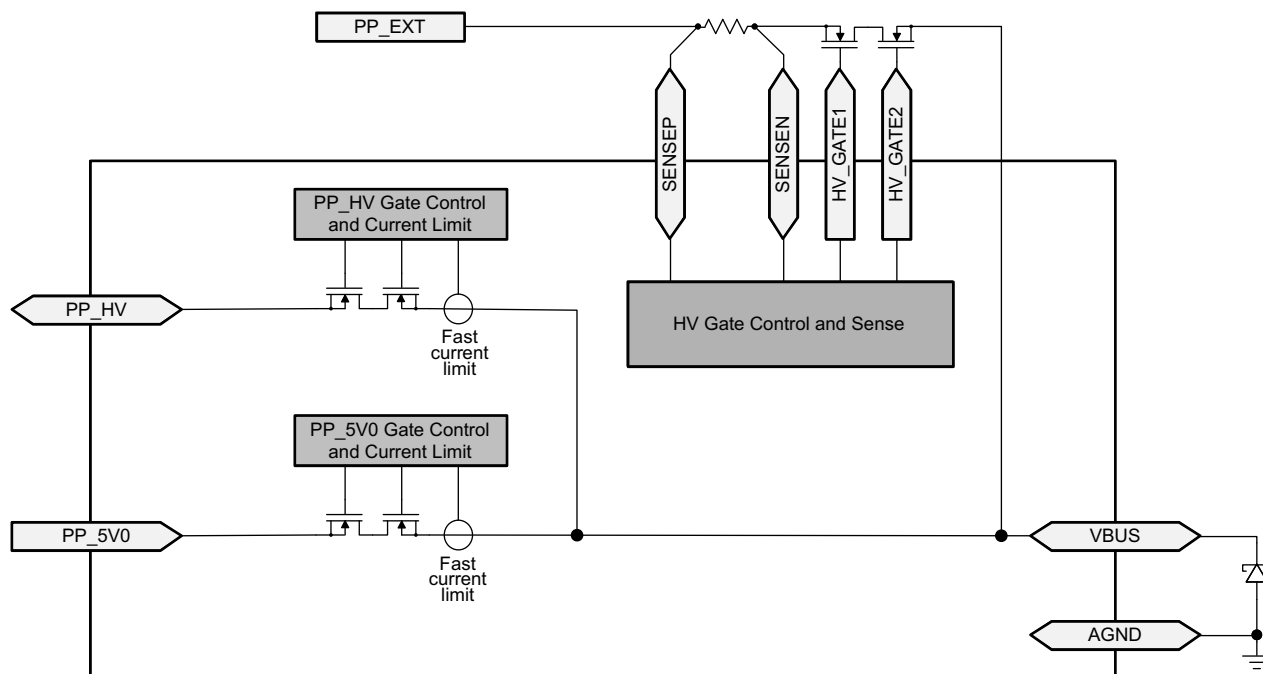 PP_EXT
SENSEP
SENSEN
HV_GATE1
HV_GATE2
PP_HV Gate Control
and Current Limit
PP_HV
Fast
current
limit
HV Gate Control and Sense
PP_5V0 Gate Control
and Current Limit
PP_5V0
Fast
current
limit
VBUS
AGND